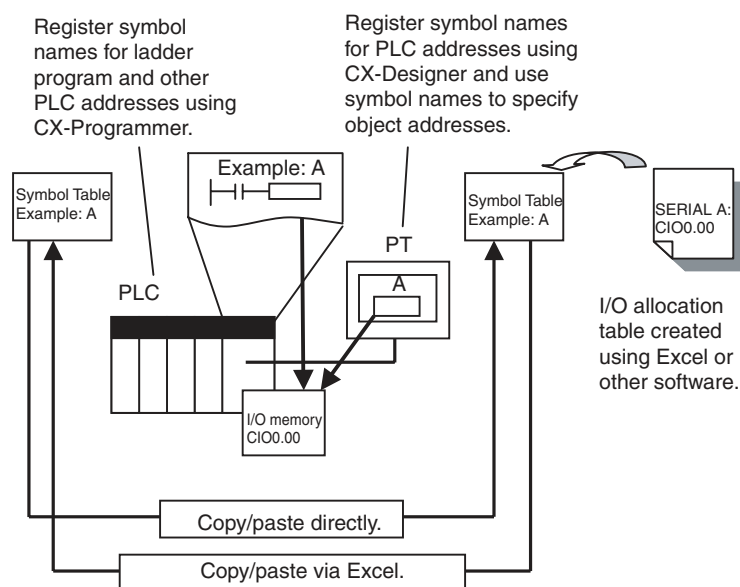 Register symbol
names for ladder
program and other
PLC addresses using
CX-Programmer.
Register symbol names
for PLC addresses using
CX-Designer and use
symbol names to specify
object addresses.
Symbol Table
Example: A
Example: A
Symbol Table
Example: A
SERIAL A:
CIO0.00
PT
A
PLC
I/O allocation
table created
using Excel or
other software.
I/O memory
CIO0.00
Copy/paste directly.
Copy/paste via Excel.